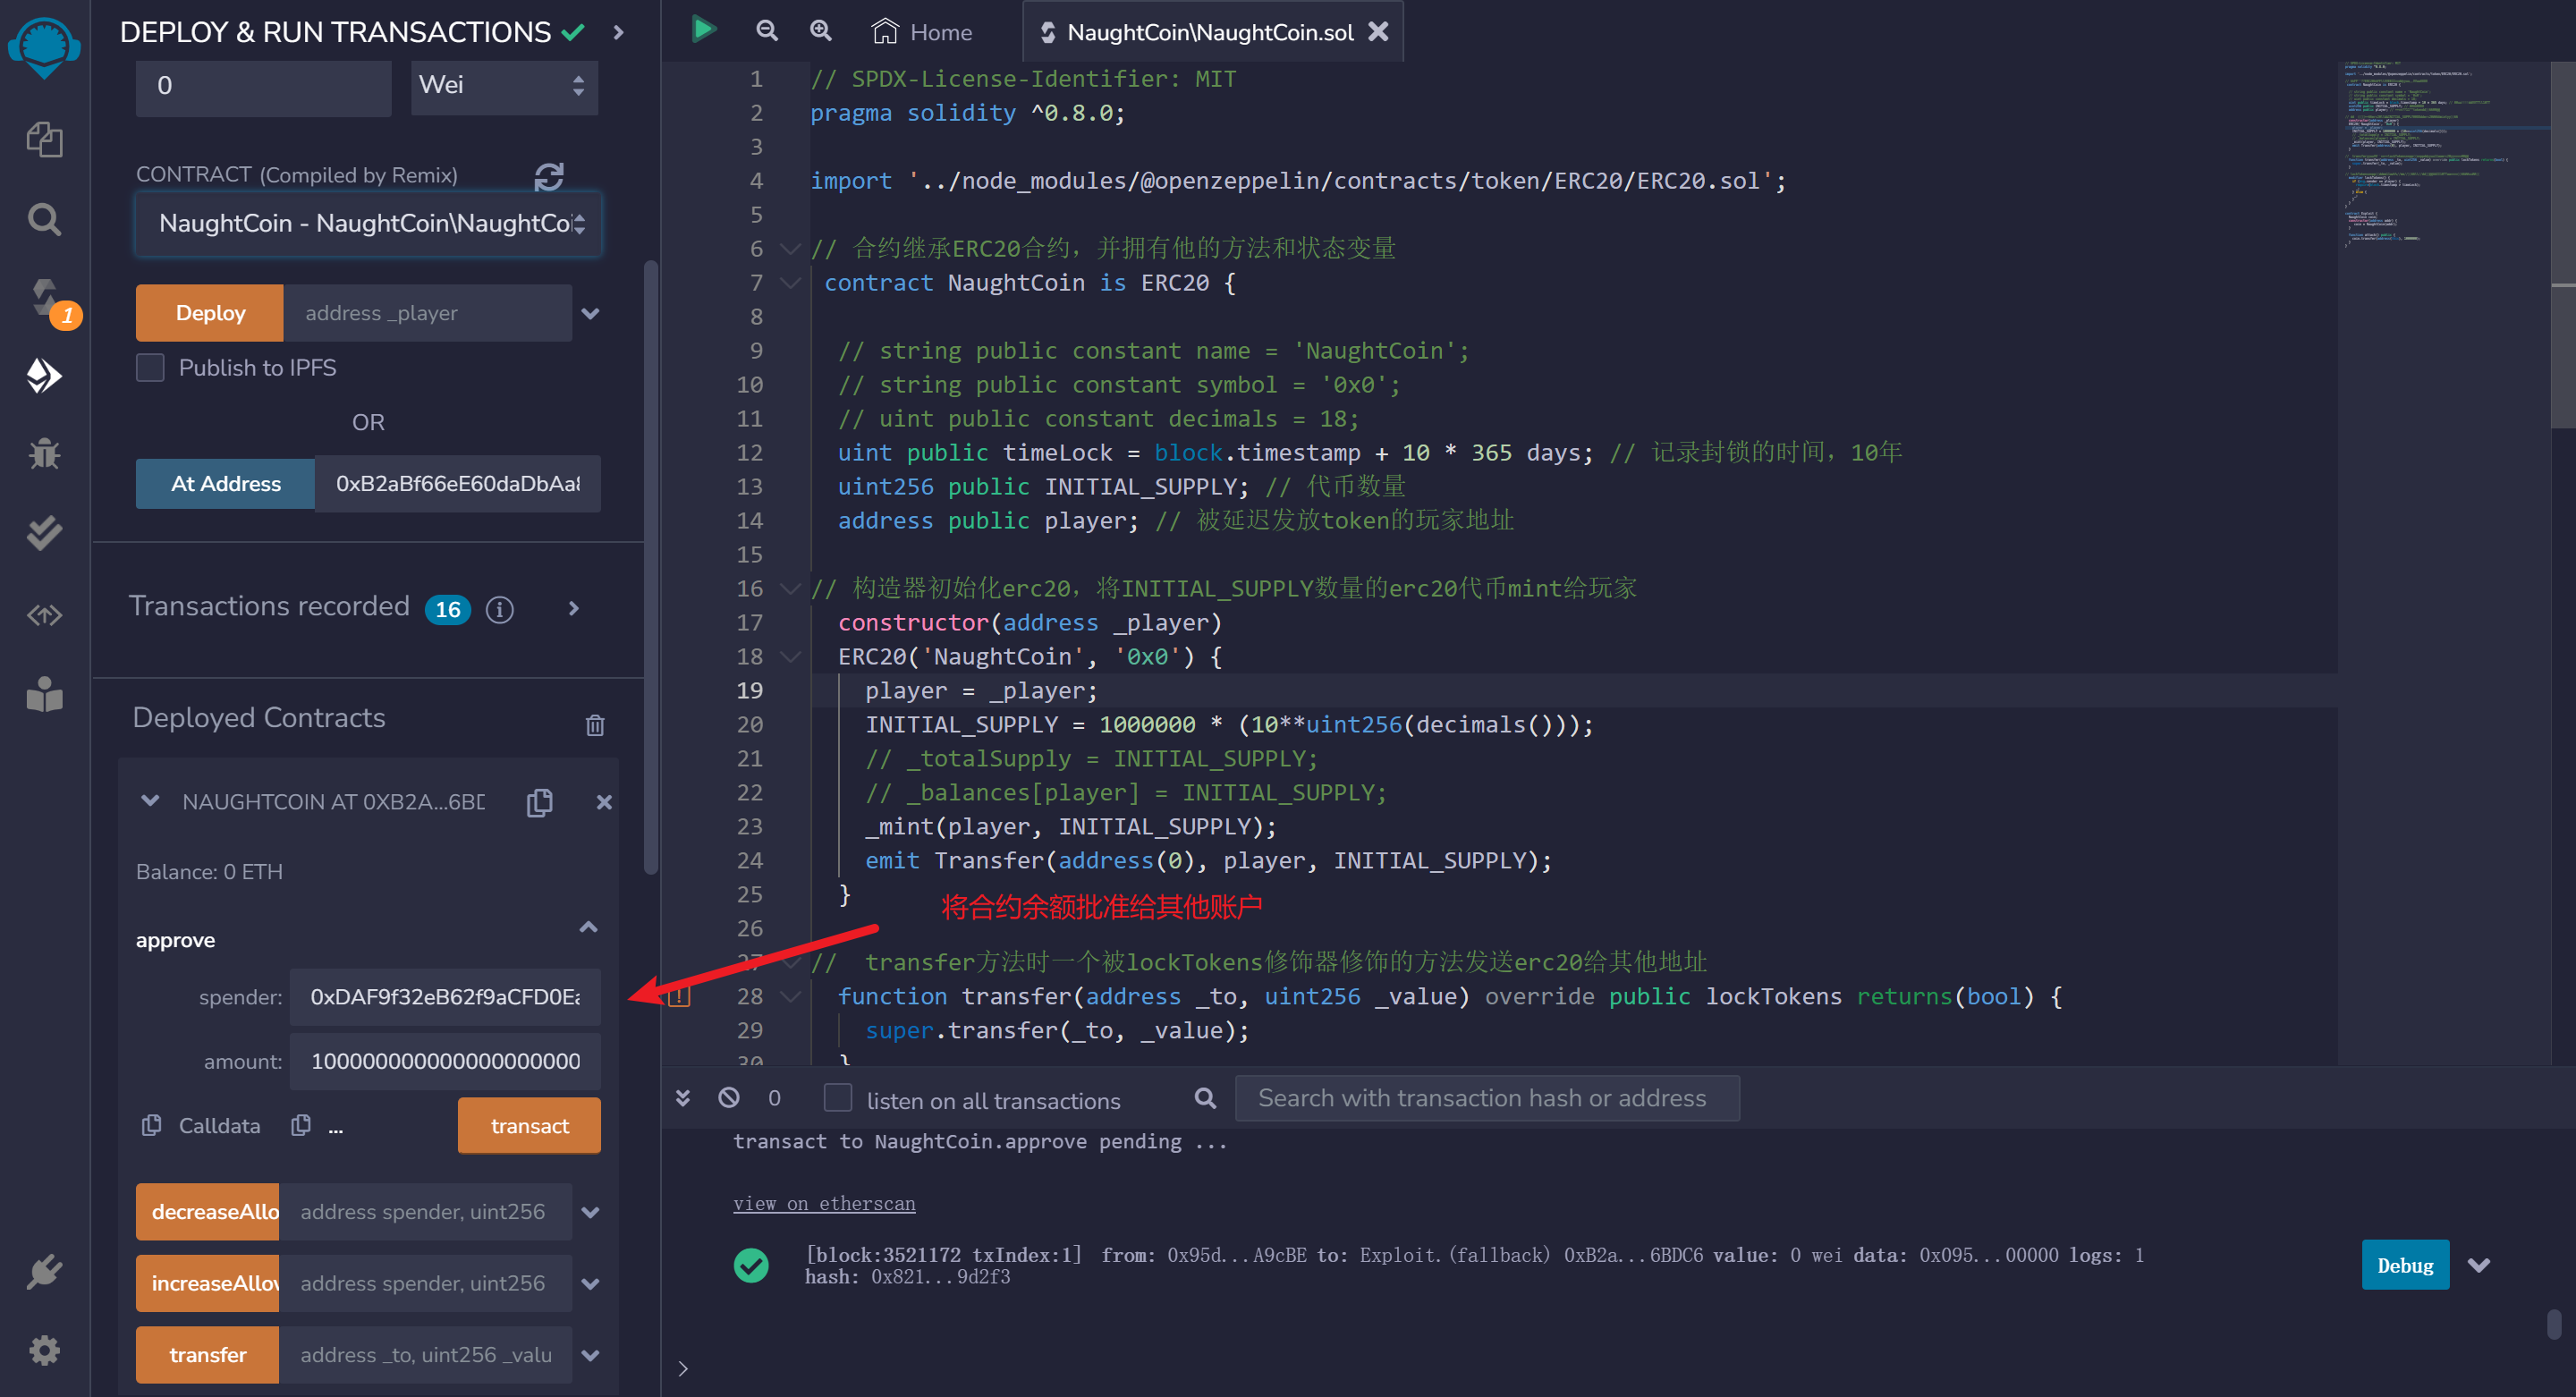 DEPLOY & RUN TRANSACTIONS
0
Wei
CONTRACT (Compiled by Remix)
NaughtCoin - NaughtCoin\NaughtCoi
Deploy
address _player
Publish to IPFS
OR
At Address
0xB2aBf66eE60daDbAa8
Transactions recorded
16
i
1
Deployed Contracts
NAUGHTCOIN AT 0XB2A...6BD
Balance: 0 ETH
approve
spender:
0xDAF9f32eB62f9aCFD0Ea
amount:
Calldata
...
transact
decreaseAllo
address spender, uint256
increaseAllow
address spender, uint256
transfer
address _to, uint256 _valu
Home
NaughtCoin\NaughtCoin.sol
1 // SPDX-License-Identifier: MIT
2 pragma solidity ^0.8.0;
3
4 import '../node_modules/@openzeppelin/contracts/token/ERC20/ERC20.sol';
5
6 // 合约继承ERC20合约，并拥有他的方法和状态变量
7 contract NaughtCoin is ERC20 {
8
9 // string public constant name = 'NaughtCoin';
10 // string public constant symbol = '0x0';
11 // uint public constant decimals = 18;
12 uint public timeLock = block.timestamp + 10 * 365 days; // 记录封锁的时间，10年
13 uint256 public INITIAL_SUPPLY; // 代币数量
14 address public player; // 被延迟发放token的玩家地址
15
16 // 构造器初始化erc20，将INITIAL_SUPPLY数量的erc20代币mint给玩家
17 constructor(address _player)
18 ERC20('NaughtCoin', '0x0') {
19 player = _player;
20 INITIAL_SUPPLY = 1000000 * (10**uint256(decimals()));
21 // _totalSupply = INITIAL_SUPPLY;
22 // _balances[player] = INITIAL_SUPPLY;
23 _mint(player, INITIAL_SUPPLY);
24 emit Transfer(address(0), player, INITIAL_SUPPLY);
25 }
将合约余额批准给其他账户
26
27 // transfer方法时一个被lockTokens修饰器修饰的方法发送erc20给其他地址
28 function transfer(address _to, uint256 _value) override public lockTokens returns(bool) {
29 super.transfer(_to, _value);
30 }
0
listen on all transactions
Search with transaction hash or address
transact to NaughtCoin.approve pending ...
view on etherscan
[block:3521172 txIndex:1] from: 0x95d...A9cBE to: Exploit.(fallback) 0xB2a...6BDC6 value: 0 wei data: 0x095...00000 logs: 1
hash: 0x821...9d2f3
Debug
>